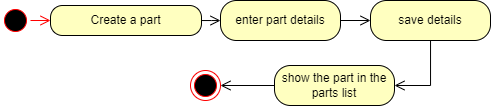 Create a part
enter part details
save details
show the part in the
parts list